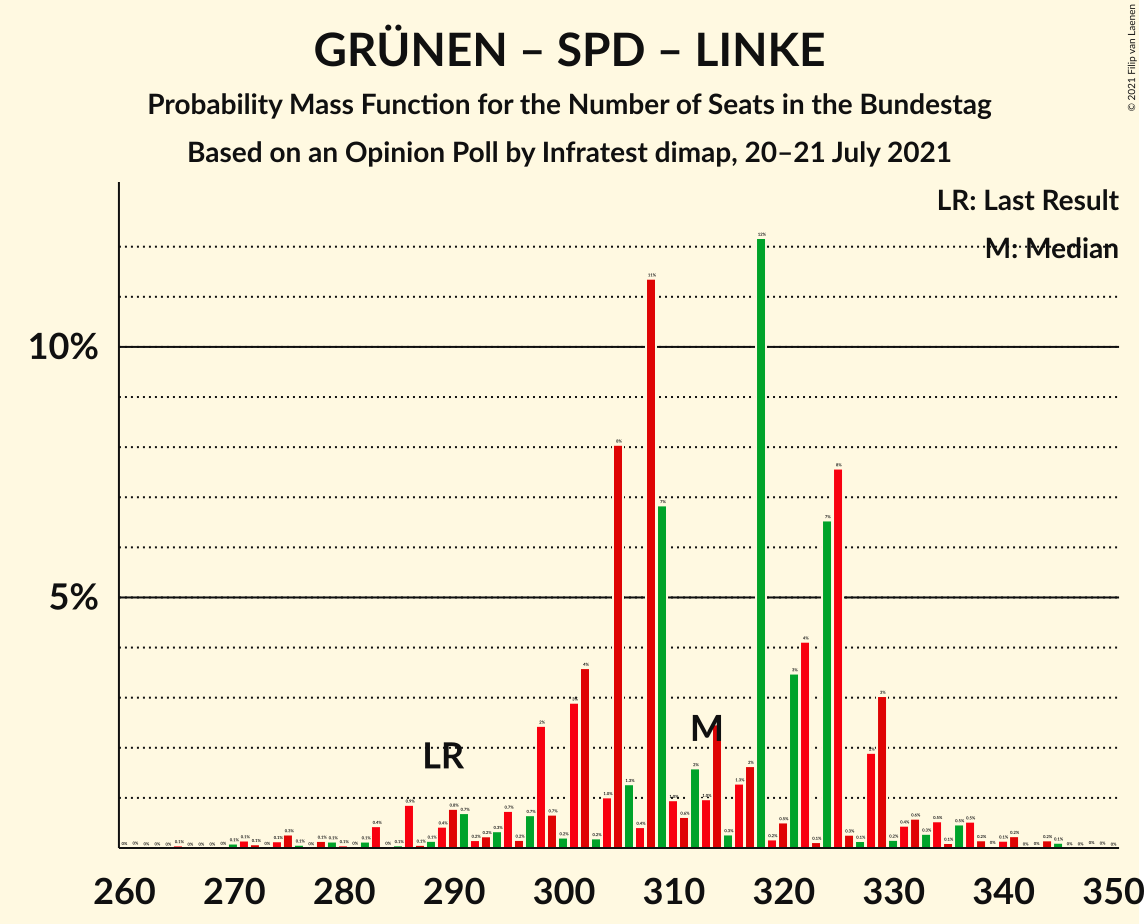 GRÜNEN – SPD – LINKE
Probability Mass Function for the Number of Seats in the Bundestag
Based on an Opinion Poll by Infratest dimap, 20–21 July 2021
© 2021 Filip van Laenen
LR: Last Result
M: Median
10%
5%
LR
M
260 270 280 290 300 310 320 330 340 350